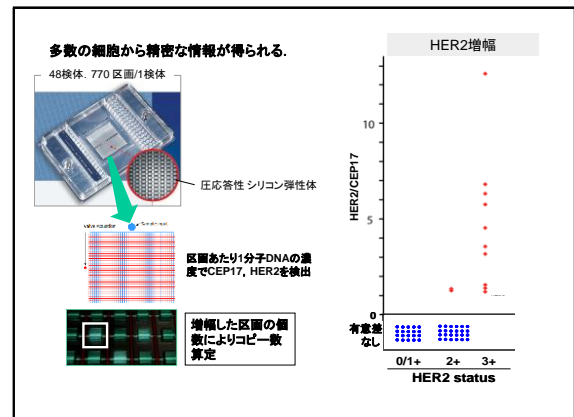 多数の細胞から精密な情報が得られる.
48検体. 770 区画/1検体
圧応答性 シリコン弾性体
Sample input
区画あたり1分子DNAの濃
度でCEP17, HER2を検出
増幅した区画の個
数によりコピー数
算定
HER2増幅
HER2/CEP17
10
5
0
有意差
なし
0/1+ 2+ 3+
HER2 status